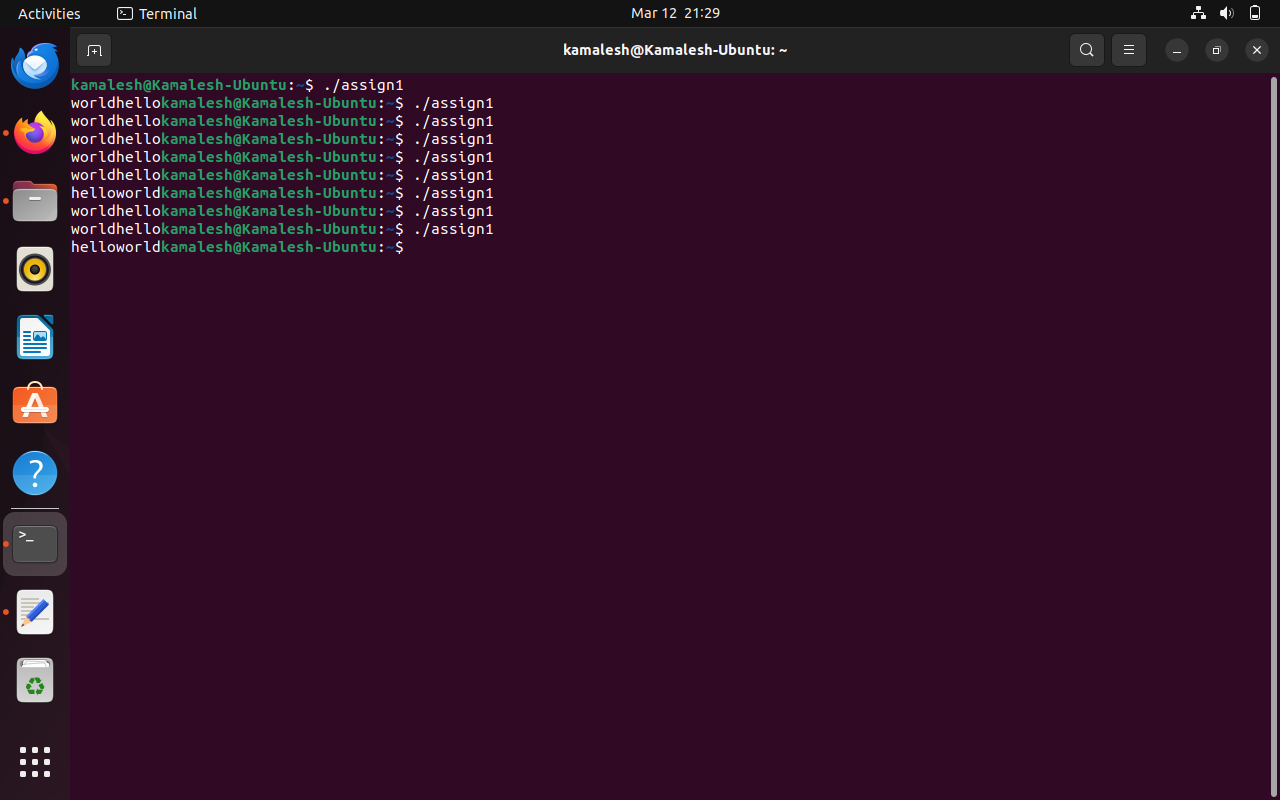 Activities Terminal Mar 12 21:29
kamalesh@Kamalesh-Ubuntu: ~
kamalesh@Kamalesh-Ubuntu:~$ ./assign1
worldhellokamalesh@Kamalesh-Ubuntu:~$ ./assign1
worldhellokamalesh@Kamalesh-Ubuntu:~$ ./assign1
worldhellokamalesh@Kamalesh-Ubuntu:~$ ./assign1
worldhellokamalesh@Kamalesh-Ubuntu:~$ ./assign1
worldhellokamalesh@Kamalesh-Ubuntu:~$ ./assign1
helloworldkamalesh@Kamalesh-Ubuntu:~$ ./assign1
worldhellokamalesh@Kamalesh-Ubuntu:~$ ./assign1
worldhellokamalesh@Kamalesh-Ubuntu:~$ ./assign1
helloworldkamalesh@Kamalesh-Ubuntu:~$